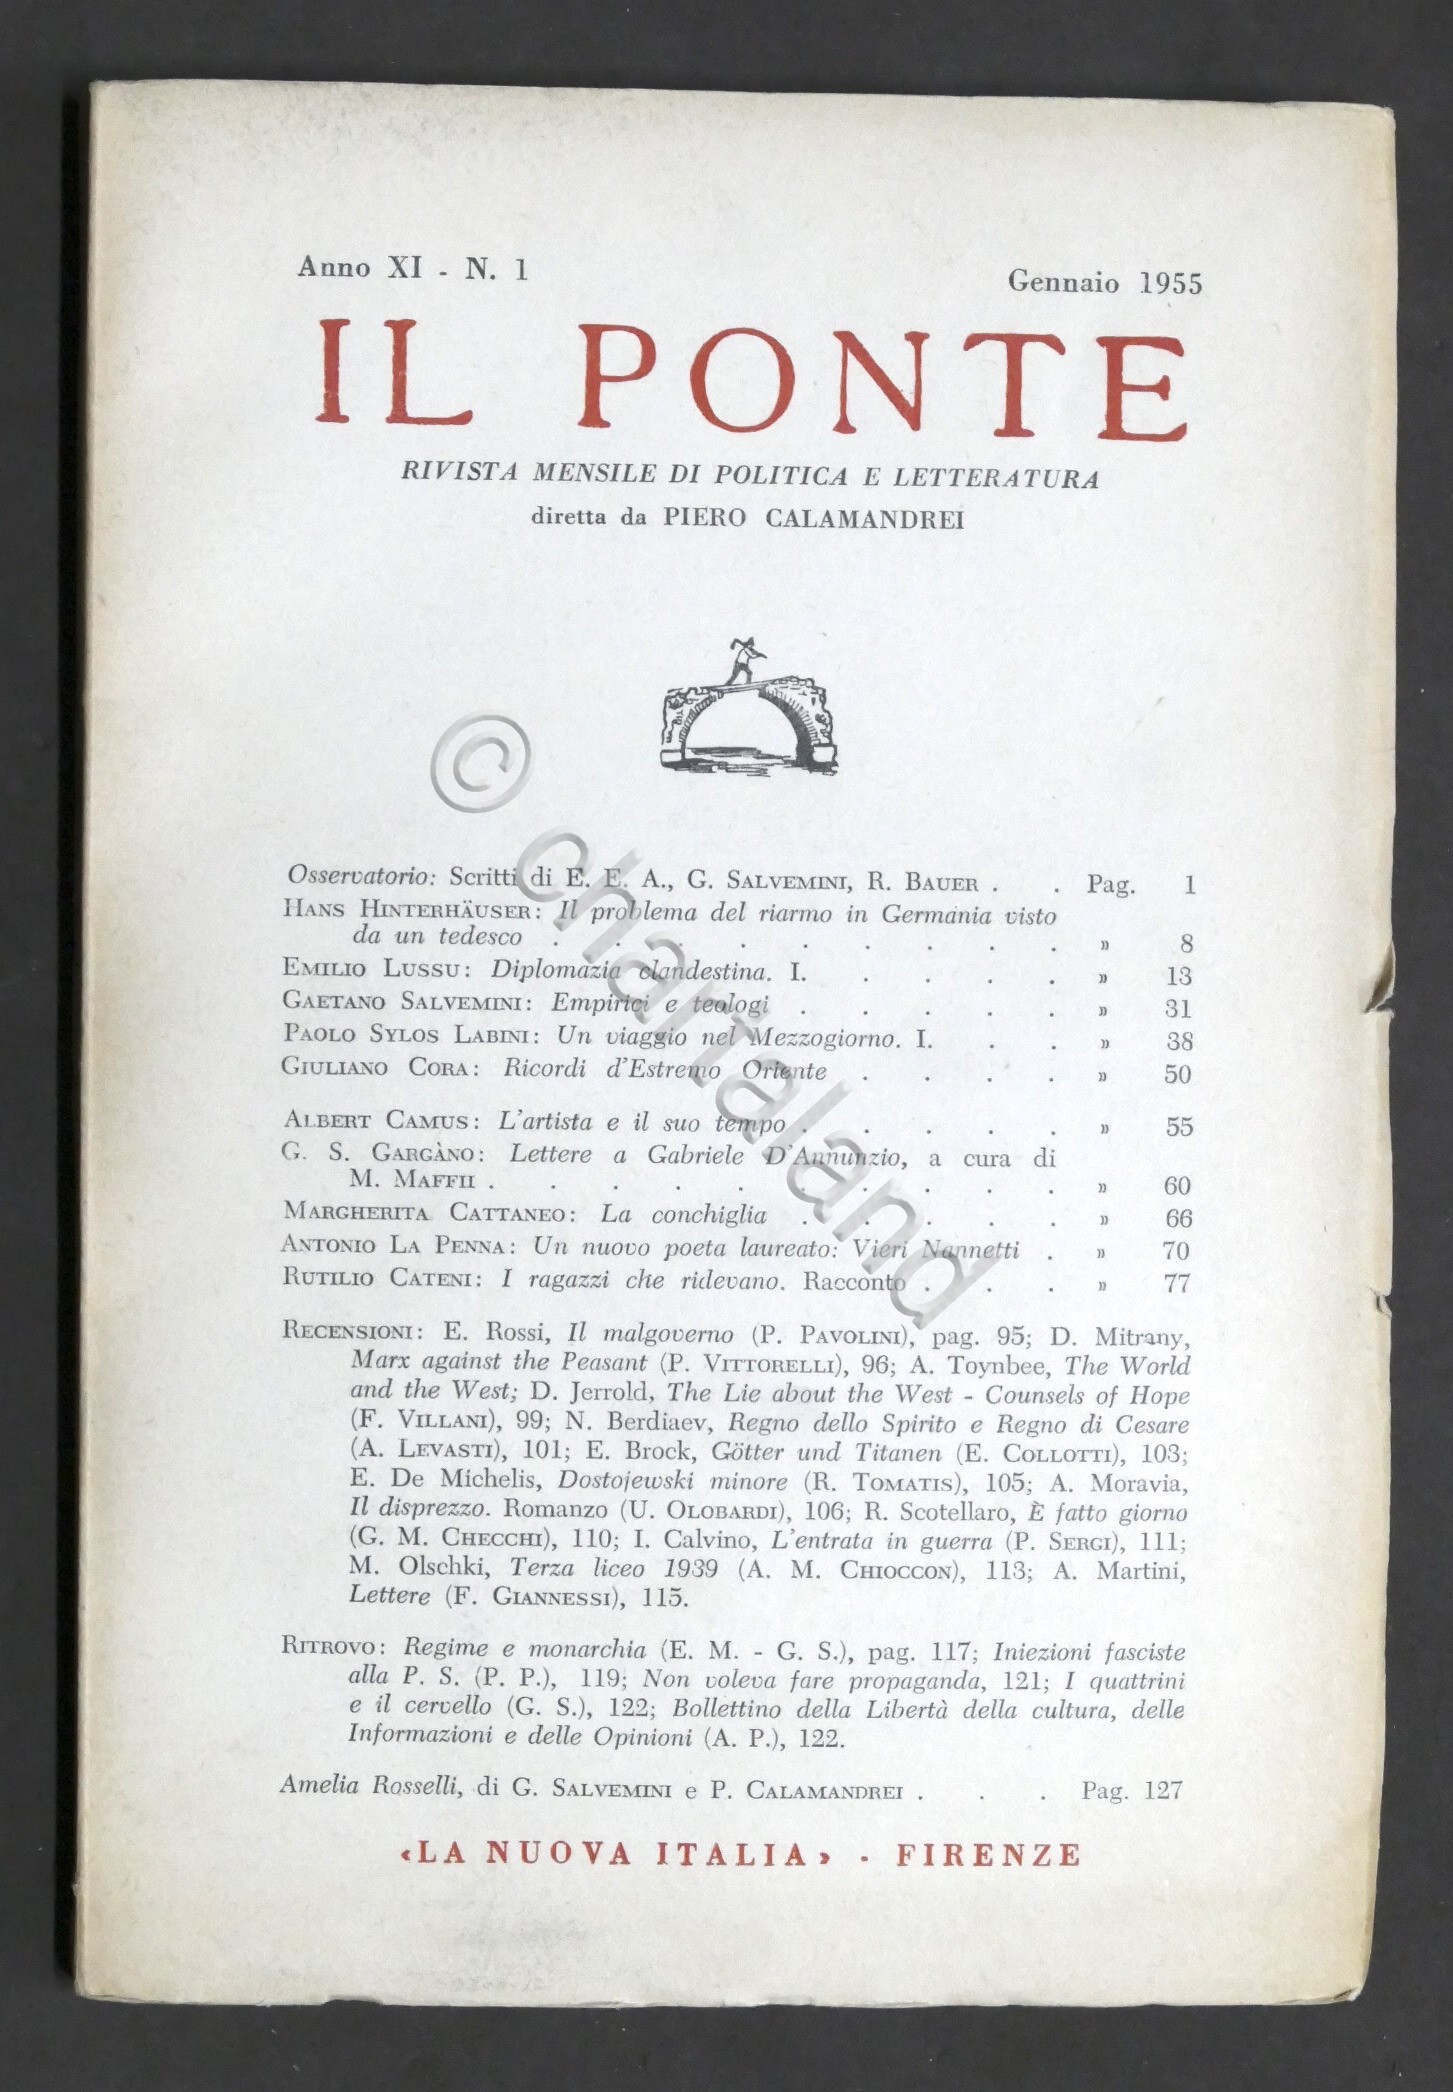 Anno XI - N. 1
Gennaio 1955
IL PONTE
RIVISTA MENSILE DI POLITICA E LETTERATURA
diretta da PIERO CALAMANDREI
Osservatorio: Scritti di E. E. A., G. SALVEMINI, R. BAUER . . Pag. 1
HANS HINTERHÄUSER: Il problema del riarmo in Germania visto
da un tedesco . . . . . . . . . » 8
EMILIO LUSSU: Diplomazia clandestina. I. . . . . » 13
GAETANO SALVEMINI: Empirici e teologi . . . . . » 31
PAOLO SYLOS LABINI: Un viaggio nel Mezzogiorno. I. . . » 38
GIULIANO CORA: Ricordi d'Estremo Oriente . . . . » 50
ALBERT CAMUS: L'artista e il suo tempo . . . . . » 55
G. S. GARGÀNO: Lettere a Gabriele D'Annunzio, a cura di
M. MAFFII . . . . . . . . . . » 60
MARGHERITA CATTANEO: La conchiglia . . . . . » 66
ANTONIO LA PENNA: Un nuovo poeta laureato: Vieri Nannetti . » 70
RUTILIO CATENI: I ragazzi che ridevano. Racconto . . . » 77
RECENSIONI: E. Rossi, Il malgoverno (P. PAVOLINI), pag. 95; D. Mitrany,
Marx against the Peasant (P. VITTORELLI), 96; A. Toynbee, The World
and the West; D. Jerrold, The Lie about the West - Counsels of Hope
(F. VILLANI), 99; N. Berdiaev, Regno dello Spirito e Regno di Cesare
(A. LEVASTI), 101; E. Brock, Götter und Titanen (E. COLLOTTI), 103;
E. De Michelis, Dostojewski minore (R. TOMATIS), 105; A. Moravia,
Il disprezzo. Romanzo (U. OLOBARDI), 106; R. Scotellaro, È fatto giorno
(G. M. CHECCHI), 110; I. Calvino, L'entrata in guerra (P. SERGI), 111;
M. Olschki, Terza liceo 1939 (A. M. CHIOCCON), 113; A. Martini,
Lettere (F. GIANNESSI), 115.
RITROVO: Regime e monarchia (E. M. - G. S.), pag. 117; Iniezioni fasciste
alla P. S. (P. P.), 119; Non voleva fare propaganda, 121; I quattrini
e il cervello (G. S.), 122; Bollettino della Libertà della cultura, delle
Informazioni e delle Opinioni (A. P.), 122.
Amelia Rosselli, di G. SALVEMINI e P. CALAMANDREI . . . Pag. 127
«LA NUOVA ITALIA» - FIRENZE
© chartaland